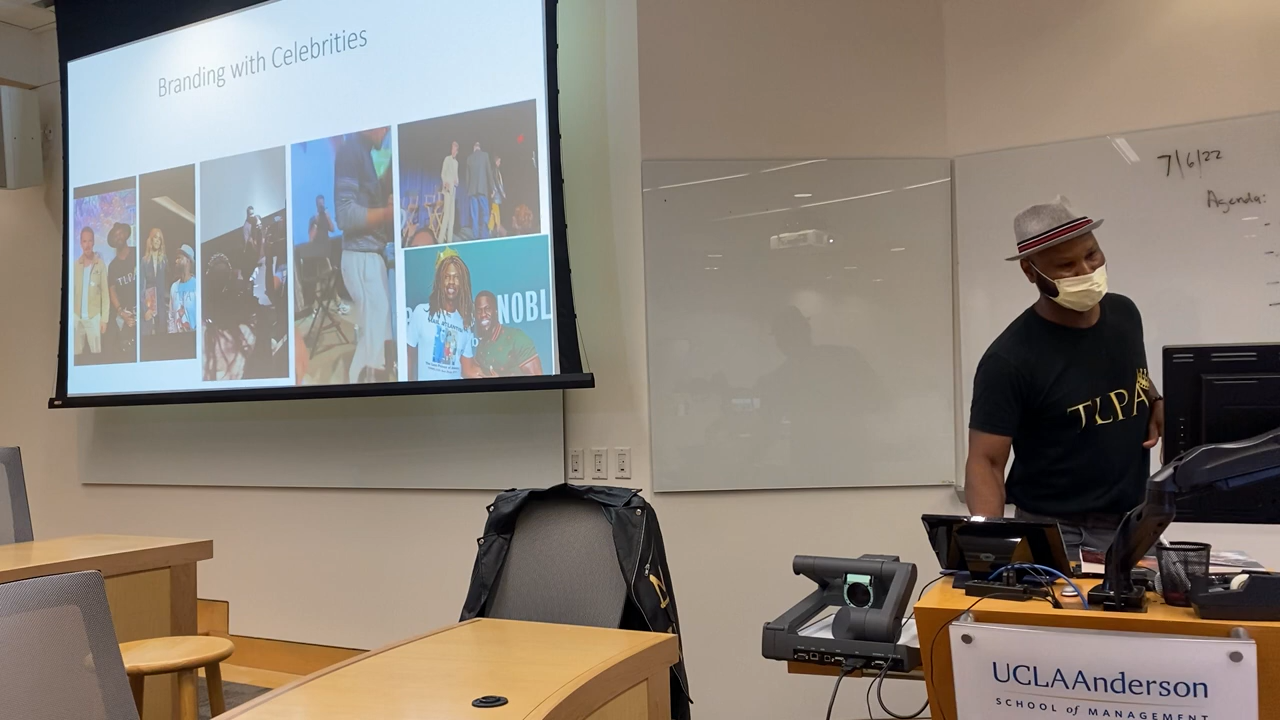 Branding with Celebrities
NOBL
7/6/22
Agenda:
TLPA
UCLAAnderson
SCHOOL of MANAGEMENT